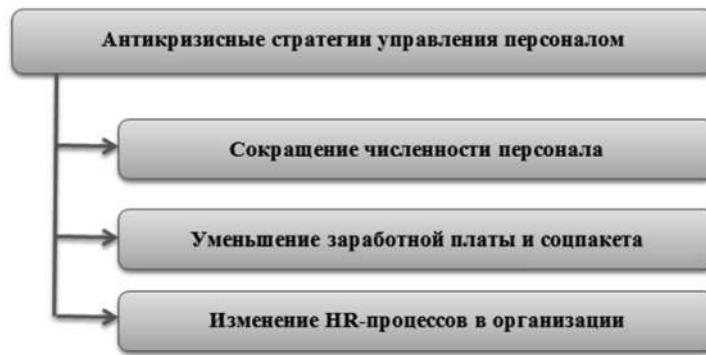 Антикризисные стратегии управления персоналом
Сокращение численности персонала
Уменьшение заработной платы и соцпакета
Изменение HR-процессов в организации